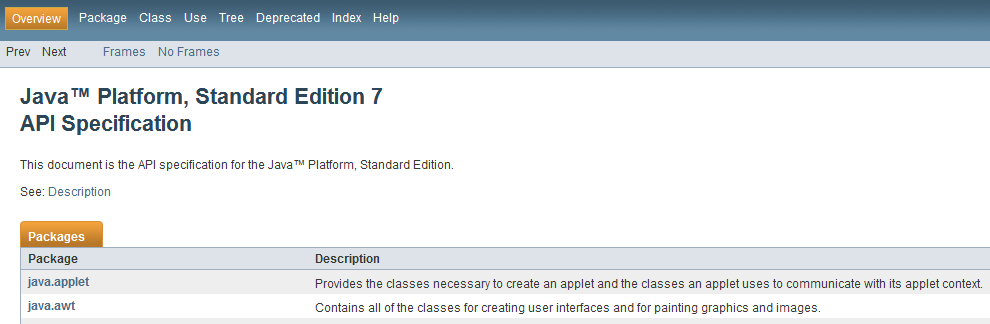 Overview Package Class Use Tree Deprecated Index Help
Prev Next Frames No Frames
Java™ Platform, Standard Edition 7
API Specification
This document is the API specification for the Java™ Platform, Standard Edition.
See: Description
Packages
Package Description
java.applet Provides the classes necessary to create an applet and the classes an applet uses to communicate with its applet context.
java.awt Contains all of the classes for creating user interfaces and for painting graphics and images.